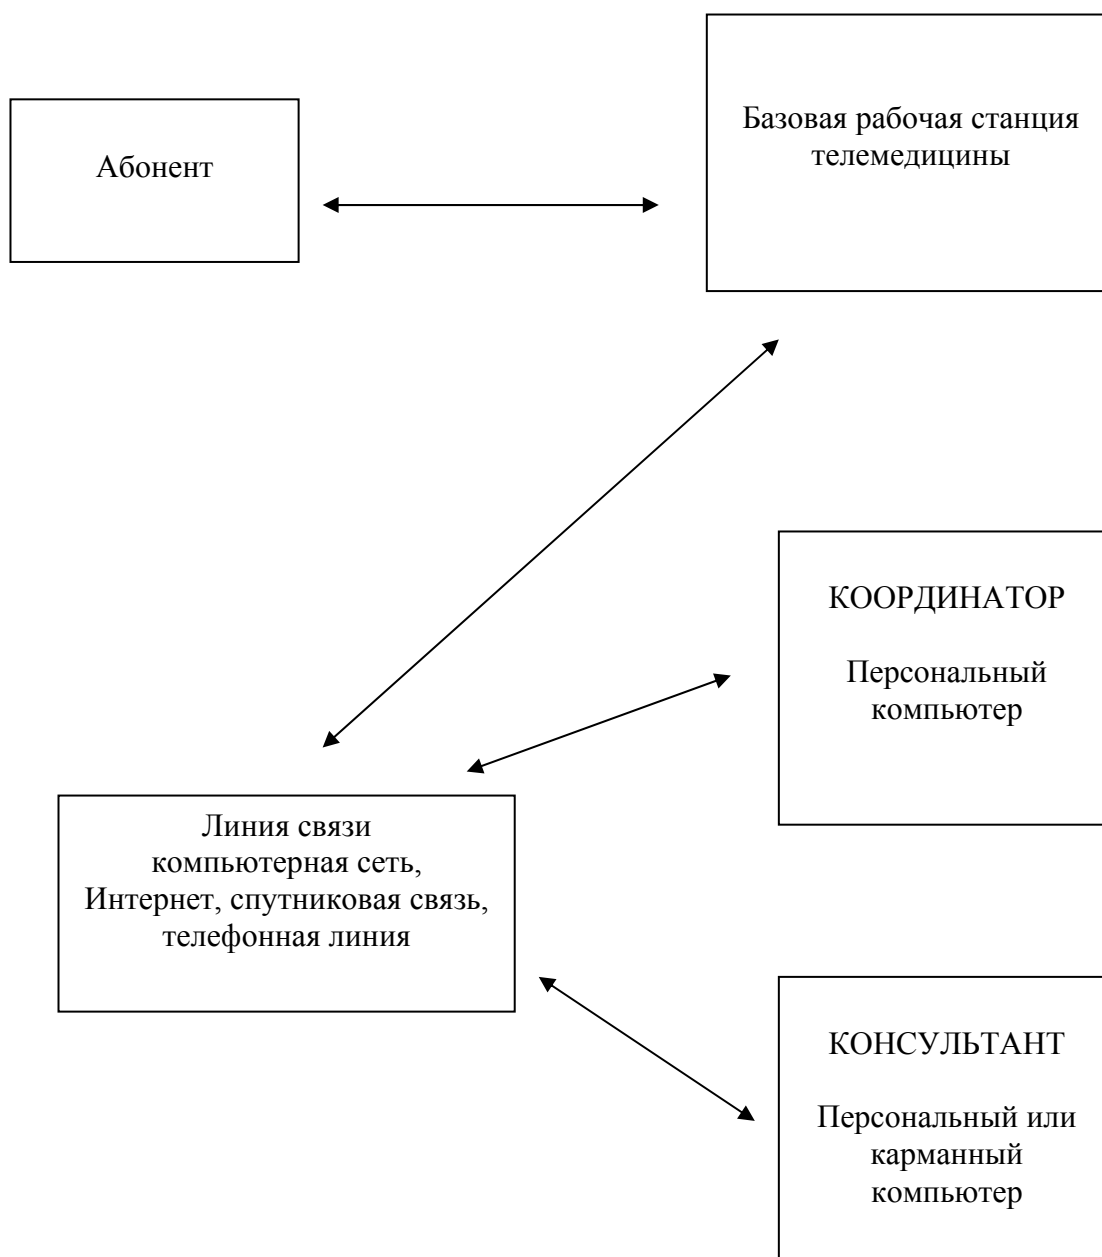 Абонент
Базовая рабочая станция
телемедицины
КООРДИНАТОР
Персональный
компьютер
Линия связи
компьютерная сеть,
Интернет, спутниковая связь,
телефонная линия
КОНСУЛЬТАНТ
Персональный или
карманный
компьютер